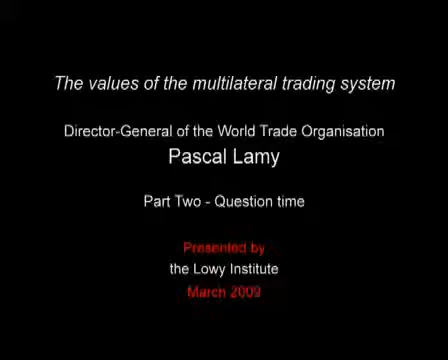 The values of the multilateral trading system
Director-General of the World Trade Organisation
Pascal Lamy
Part Two - Question time
Presented by
the Lowy Institute
March 2009